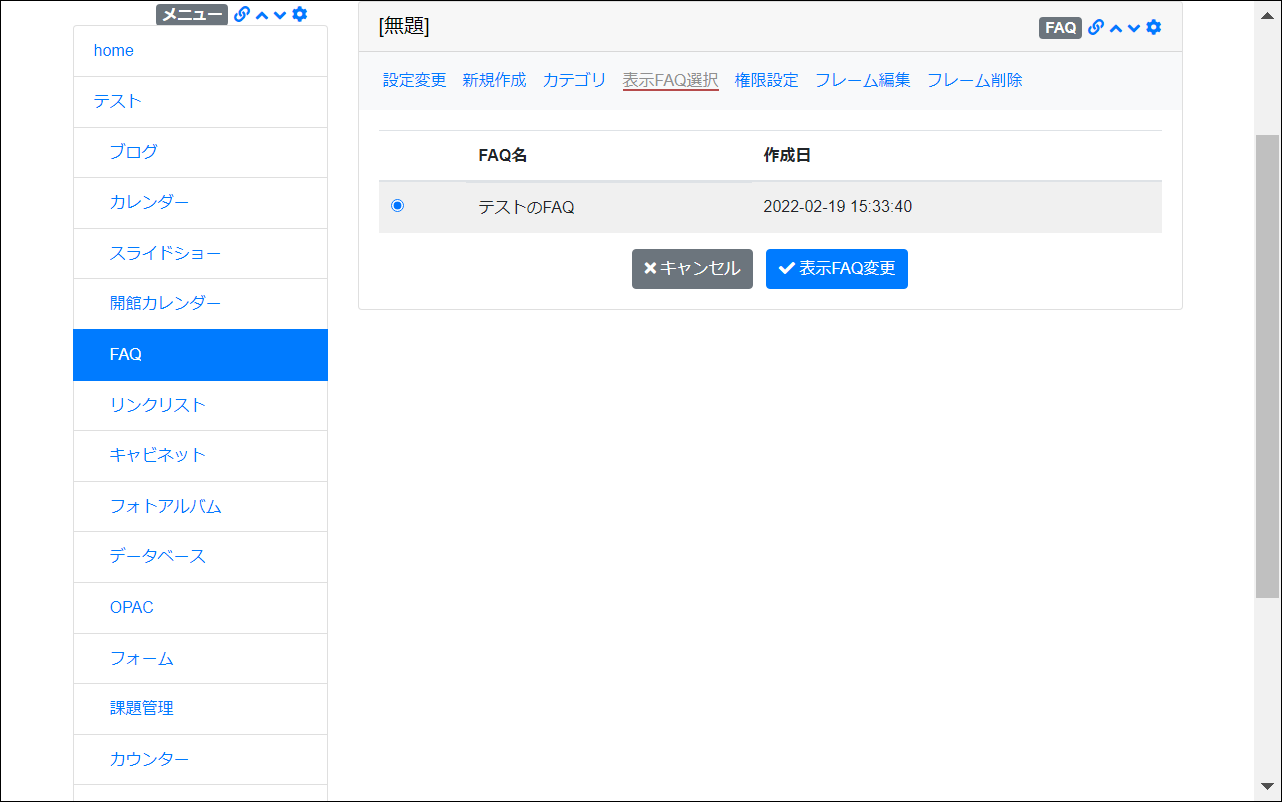 メニュー
home
テスト
ブログ
カレンダー
スライドショー
開館カレンダー
FAQ
リンクリスト
キャビネット
フォトアルバム
データベース
OPAC
フォーム
課題管理
カウンター
[無題]
FAQ
設定変更 新規作成 カテゴリ 表示FAQ選択 権限設定 フレーム編集 フレーム削除
FAQ名 作成日
テストのFAQ 2022-02-19 15:33:40
キャンセル 表示FAQ変更